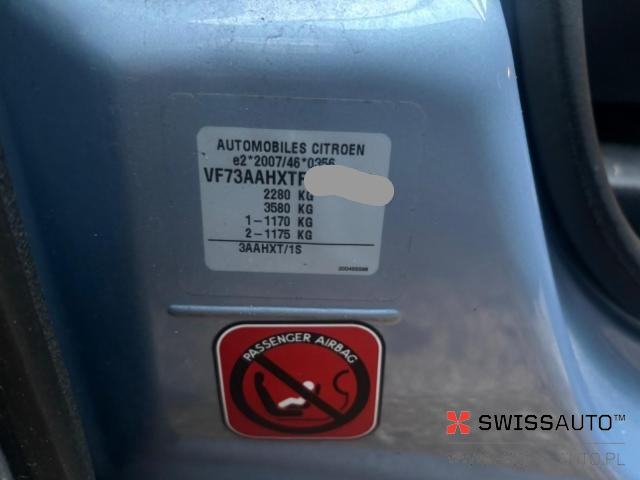 AUTOMOBILES CITROEN
e2*2007/46*0356
VF73AAHXT
2280 KG
3580 KG
1-1170 KG
2-1175 KG
3AAHXT/1S
PASSENGER AIRBAG
SWISSAUTO™